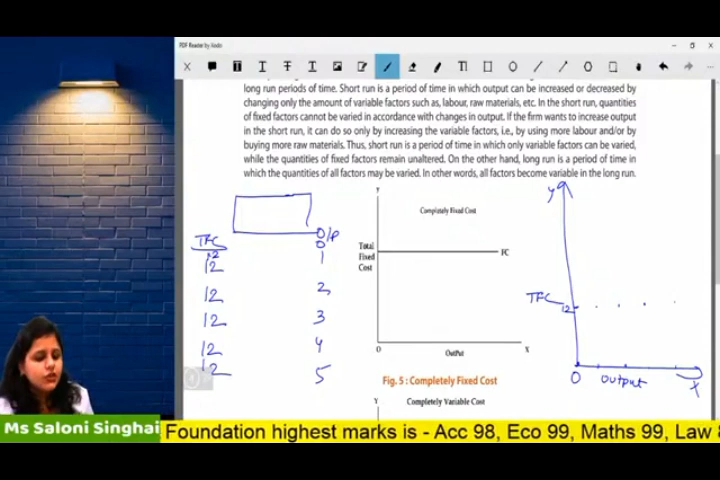 PDF Reader by Xodo
long run periods of time. Short run is a period of time in which output can be increased or decreased by
changing only the amount of variable factors such as, labour, raw materials, etc. In the short run, quantities
of fixed factors cannot be varied in accordance with changes in output. If the firm wants to increase output
in the short run, it can do so only by increasing the variable factors, i.e., by using more labour and/or by
buying more raw materials. Thus, short run is a period of time in which only variable factors can be varied,
while the quantities of fixed factors remain unaltered. On the other hand, long run is a period of time in
which the quantities of all factors may be varied. In other words, all factors become variable in the long run.
TFC O/P
12 0
12 1
12 2
12 3
12 4
12 5
Y
Completely Fixed Cost
Total
Fixed
Cost
FC
O
Output
X
Fig. 5 : Completely Fixed Cost
Y
Completely Variable Cost
y
TFC
12
O output X
Ms Saloni Singhai
Foundation highest marks is - Acc 98, Eco 99, Maths 99, Law